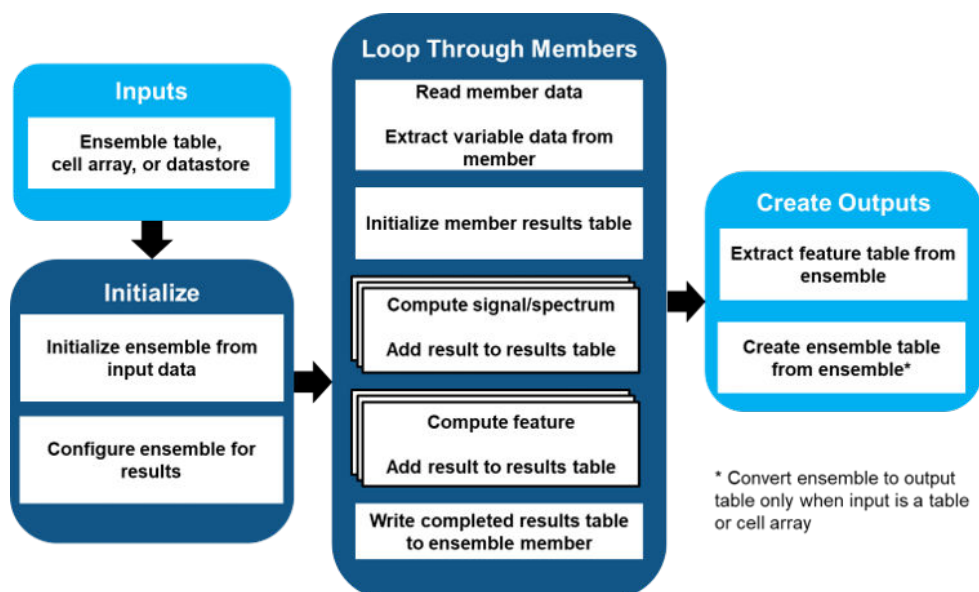 Inputs
Ensemble table,
cell array, or datastore
Initialize
Initialize ensemble from
input data
Configure ensemble for
results
Loop Through Members
Read member data
Extract variable data from
member
Initialize member results table
Compute signal/spectrum
Add result to results table
Compute feature
Add result to results table
Write completed results table
to ensemble member
Create Outputs
Extract feature table from
ensemble
Create ensemble table
from ensemble*
* Convert ensemble to output
table only when input is a table
or cell array